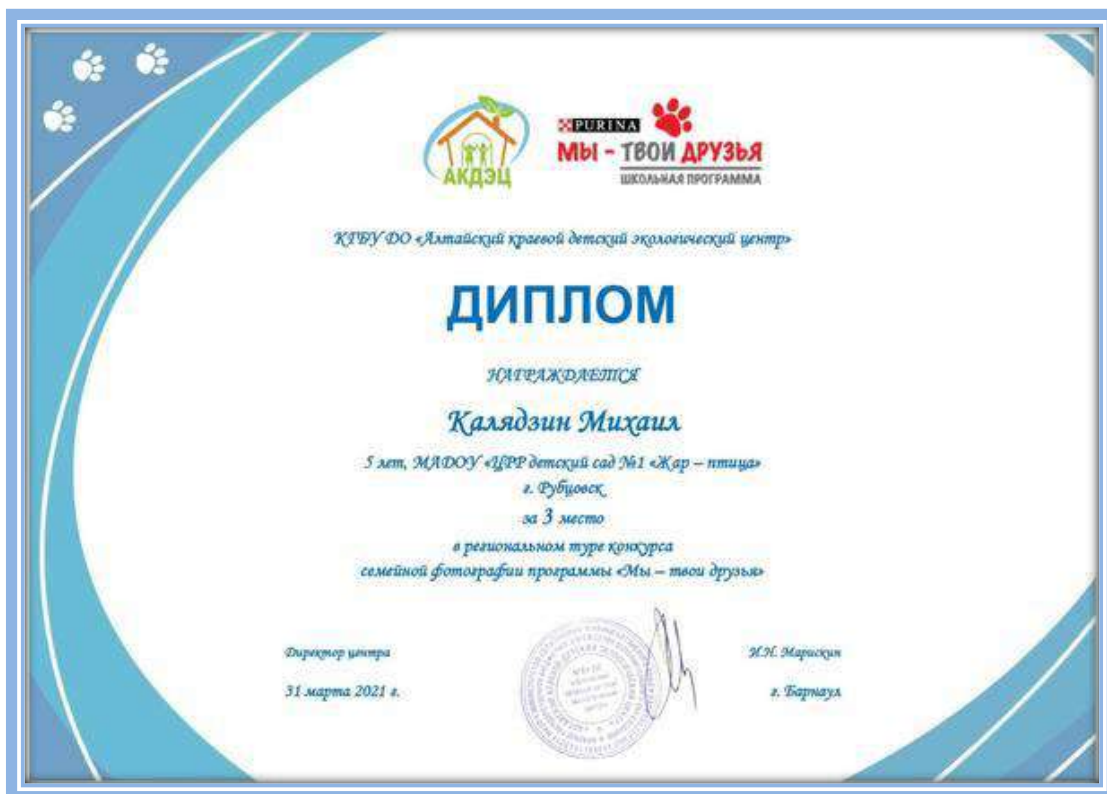 АКДЭЦ
PURINA
МЫ - ТВОИ ДРУЗЬЯ
ШКОЛЬНАЯ ПРОГРАММА
КГБУ ДО «Алтайский краевой детский экологический центр»
ДИПЛОМ
НАГРАЖДАЕТСЯ
Калядзин Михаил
5 лет, МАДОУ «ЦРР детский сад №1 «Жар – птица»
г. Рубцовск
за 3 место
в региональном туре конкурса
семейной фотографии программы «Мы – твои друзья»
Директор центра
И.Н. Марискин
31 марта 2021 г.
г. Барнаул